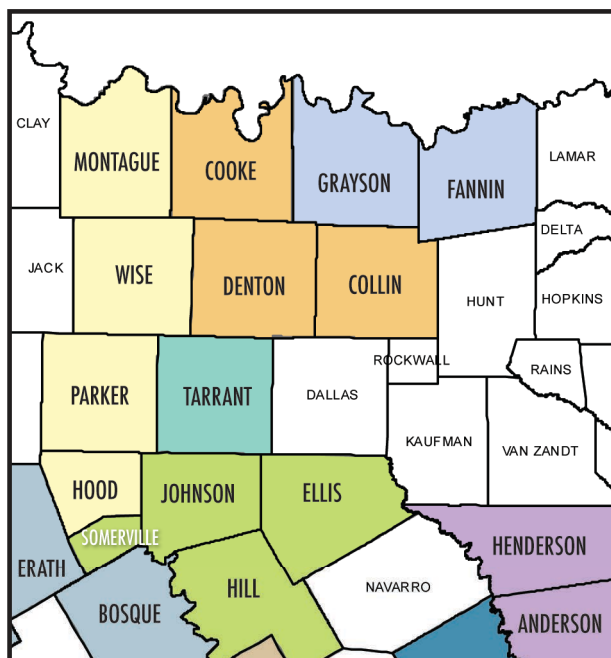 CLAY
MONTAGUE
COOKE
GRAYSON
FANNIN
LAMAR
DELTA
JACK
WISE
DENTON
COLLIN
HUNT
HOPKINS
PARKER
TARRANT
DALLAS
ROCKWALL
RAINS
KAUFMAN
VAN ZANDT
HOOD
JOHNSON
ELLIS
SOMERVILLE
ERATH
BOSQUE
HILL
NAVARRO
HENDERSON
ANDERSON